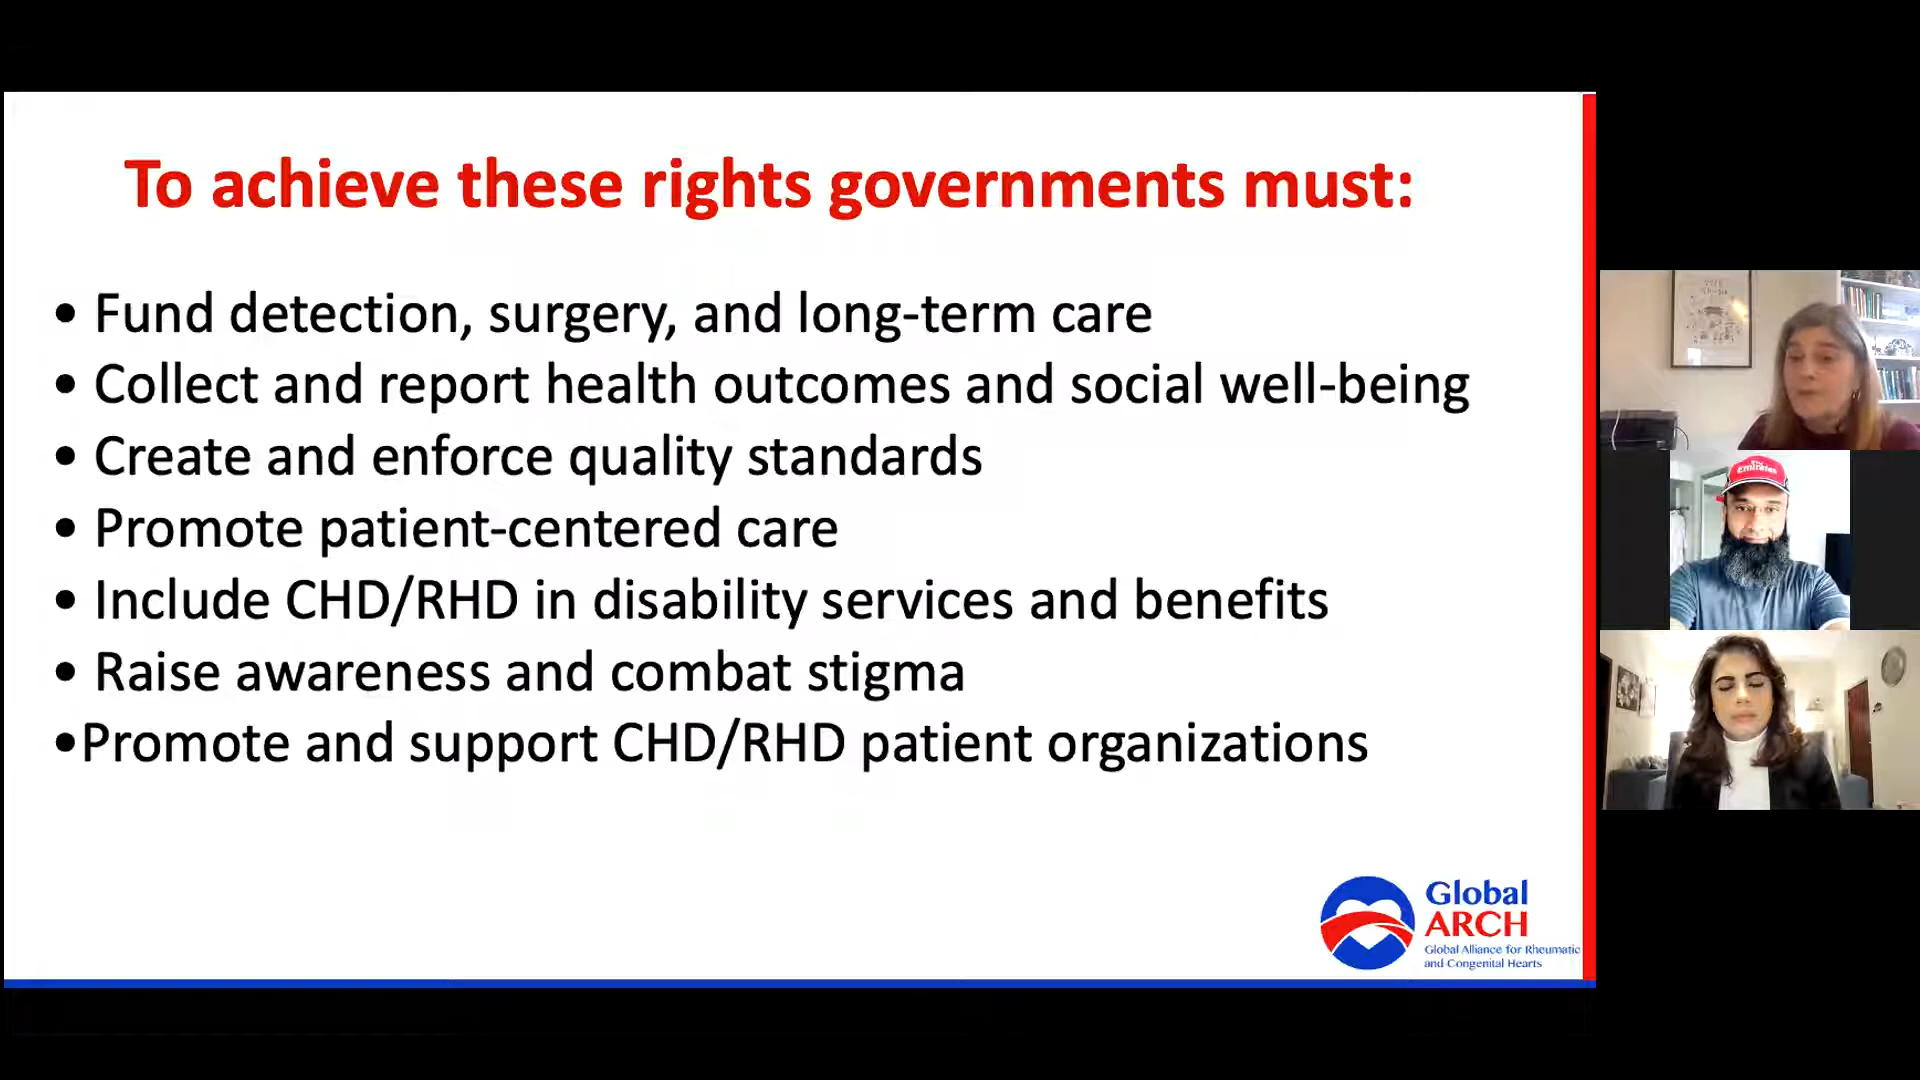 To achieve these rights governments must:
• Fund detection, surgery, and long-term care
• Collect and report health outcomes and social well-being
• Create and enforce quality standards
• Promote patient-centered care
• Include CHD/RHD in disability services and benefits
• Raise awareness and combat stigma
•Promote and support CHD/RHD patient organizations
Global
ARCH
Global Alliance for Rheumatic
and Congenital Hearts
Fly
Emirates